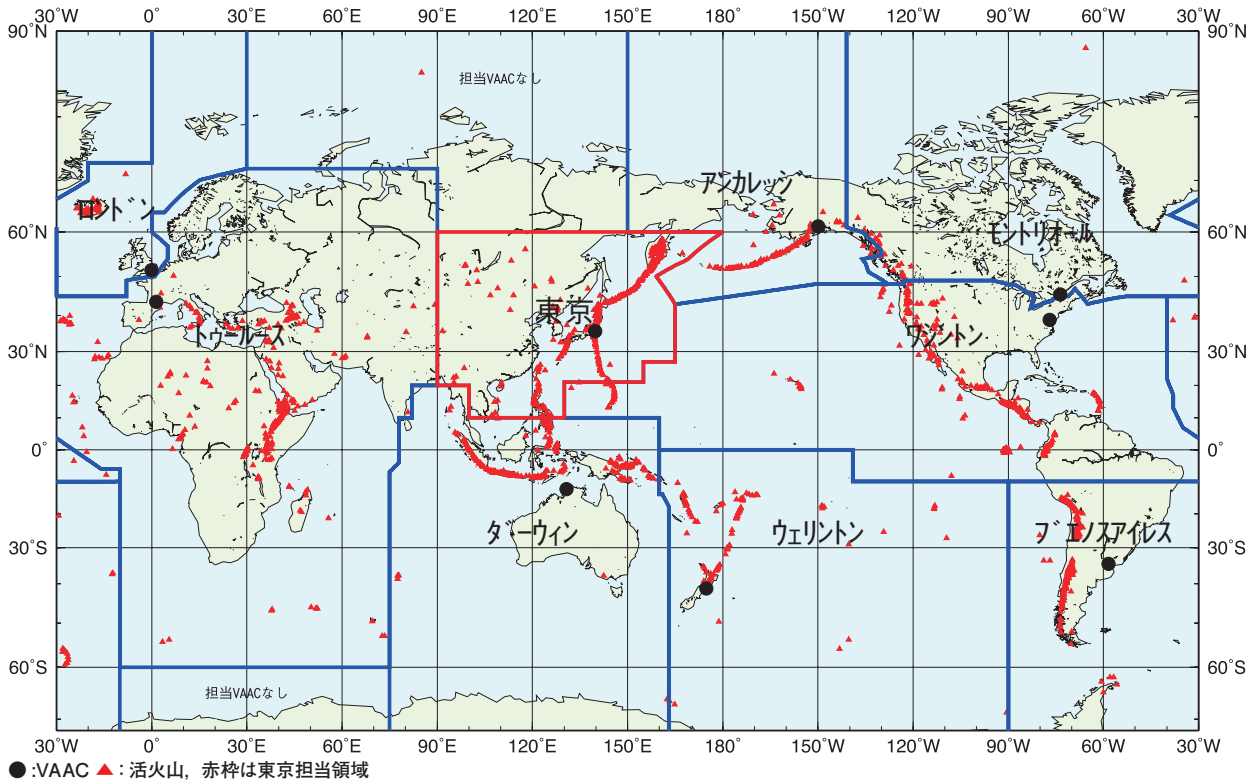 30°W 0° 30°E 60°E 90°E 120°E 150°E 180° 150°W 120°W 90°W 60°W 30°W
90°N 90°N
担当VAACなし
アンカレッジ
ロンドン
60°N 60°N
モントリオール
東京
トゥールーズ ワシントン
30°N 30°N
0° 0°
ダーウィン ウェリントン ブエノスアイレス
30°S 30°S
60°S 60°S
担当VAACなし
30°W 0° 30°E 60°E 90°E 120°E 150°E 180° 150°W 120°W 90°W 60°W 30°W
●:VAAC ▲:活火山，赤枠は東京担当領域